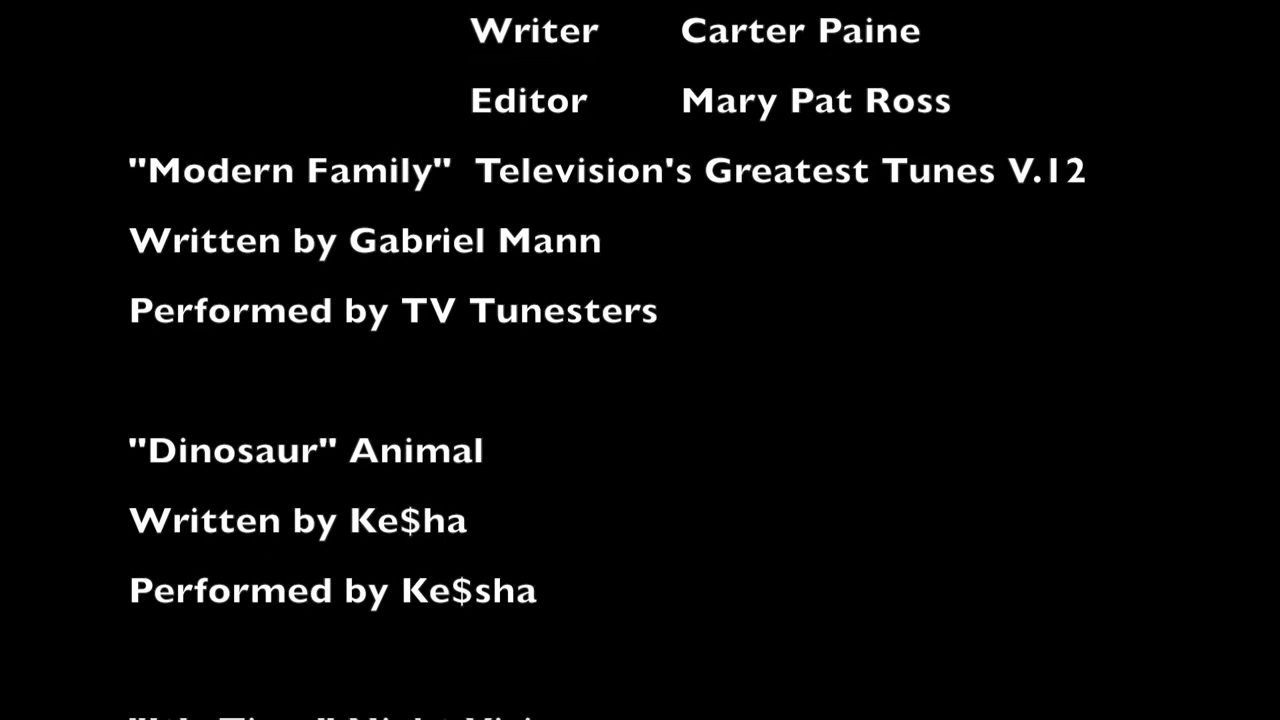 Writer Carter Paine
Editor Mary Pat Ross
"Modern Family" Television's Greatest Tunes V.12
Written by Gabriel Mann
Performed by TV Tunesters
"Dinosaur" Animal
Written by Ke$ha
Performed by Ke$sha